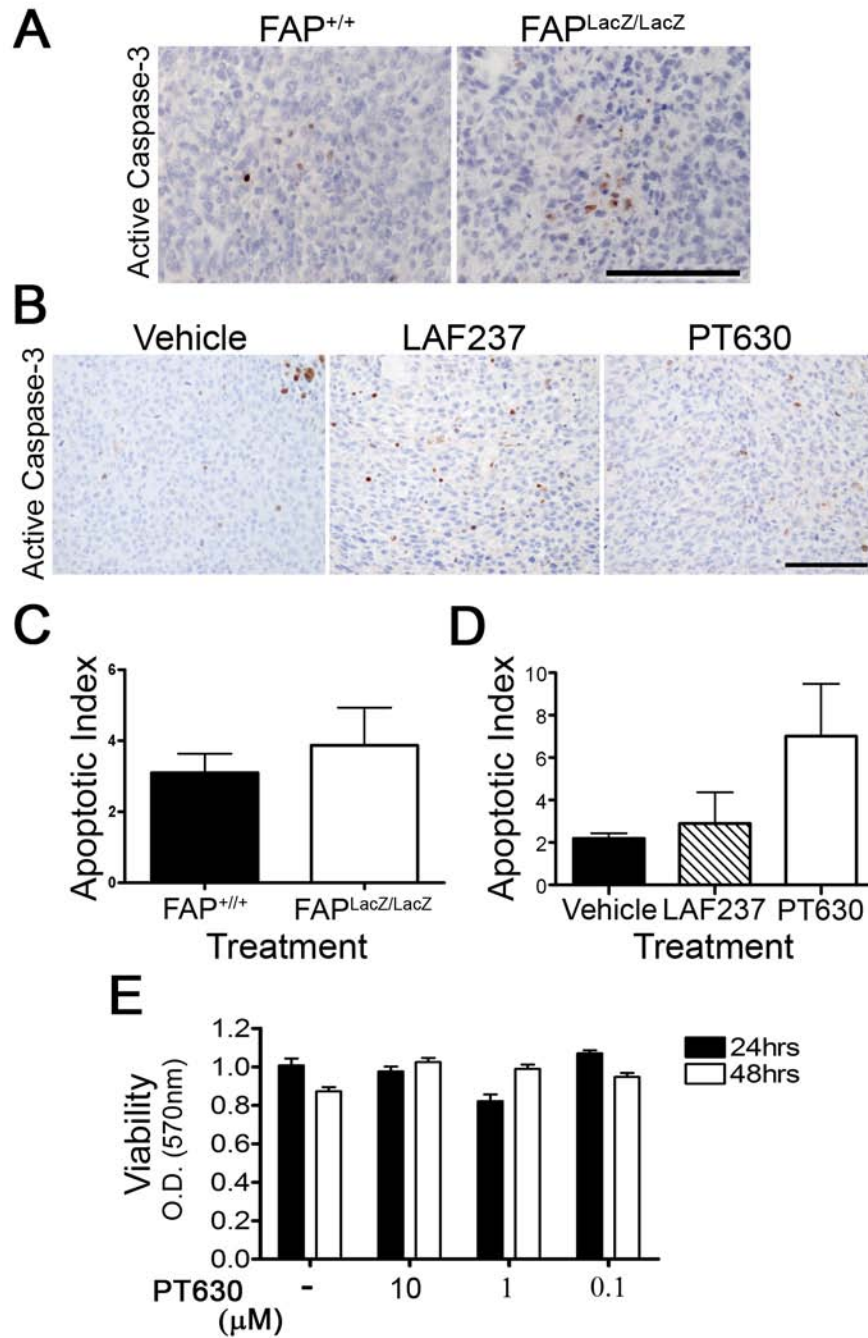 A
FAP+/+
FAPLacZ/LacZ
Active Caspase-3
B
Vehicle
LAF237
PT630
Active Caspase-3
C
Apoptotic Index
6
4
2
0
FAP+//+
FAPLacZ/LacZ
Treatment
D
Apoptotic Index
10
8
6
4
2
0
Vehicle
LAF237
PT630
Treatment
E
Viability
O.D. (570nm)
1.2
1.0
0.8
0.6
0.4
0.2
0.0
24hrs
48hrs
PT630 - 10 1 0.1
(μM)